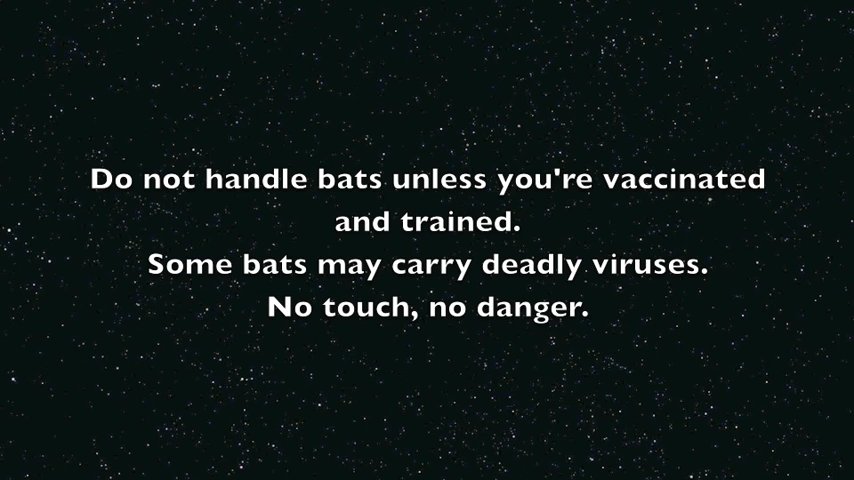 Do not handle bats unless you're vaccinated
and trained.
Some bats may carry deadly viruses.
No touch, no danger.